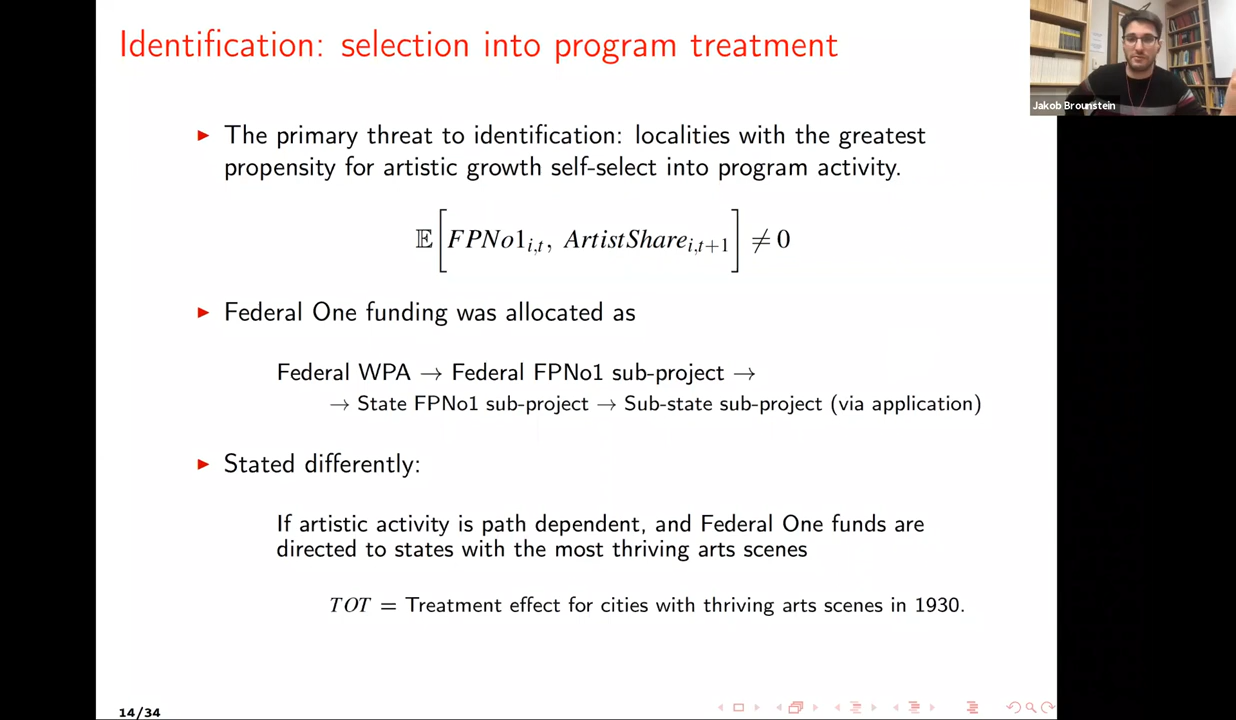 Identification: selection into program treatment
Jakob Brounstein
▶ The primary threat to identification: localities with the greatest
propensity for artistic growth self-select into program activity.
𝔼[FPNo1i,t, ArtistSharei,t+1] ≠ 0
▶ Federal One funding was allocated as
Federal WPA → Federal FPNo1 sub-project →
→ State FPNo1 sub-project → Sub-state sub-project (via application)
▶ Stated differently:
If artistic activity is path dependent, and Federal One funds are
directed to states with the most thriving arts scenes
TOT = Treatment effect for cities with thriving arts scenes in 1930.
14/34